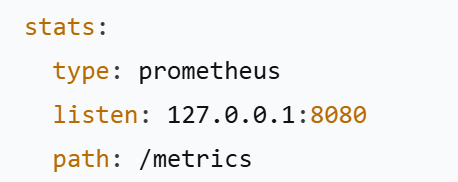 stats:
  type: prometheus
  listen: 127.0.0.1:8080
  path: /metrics